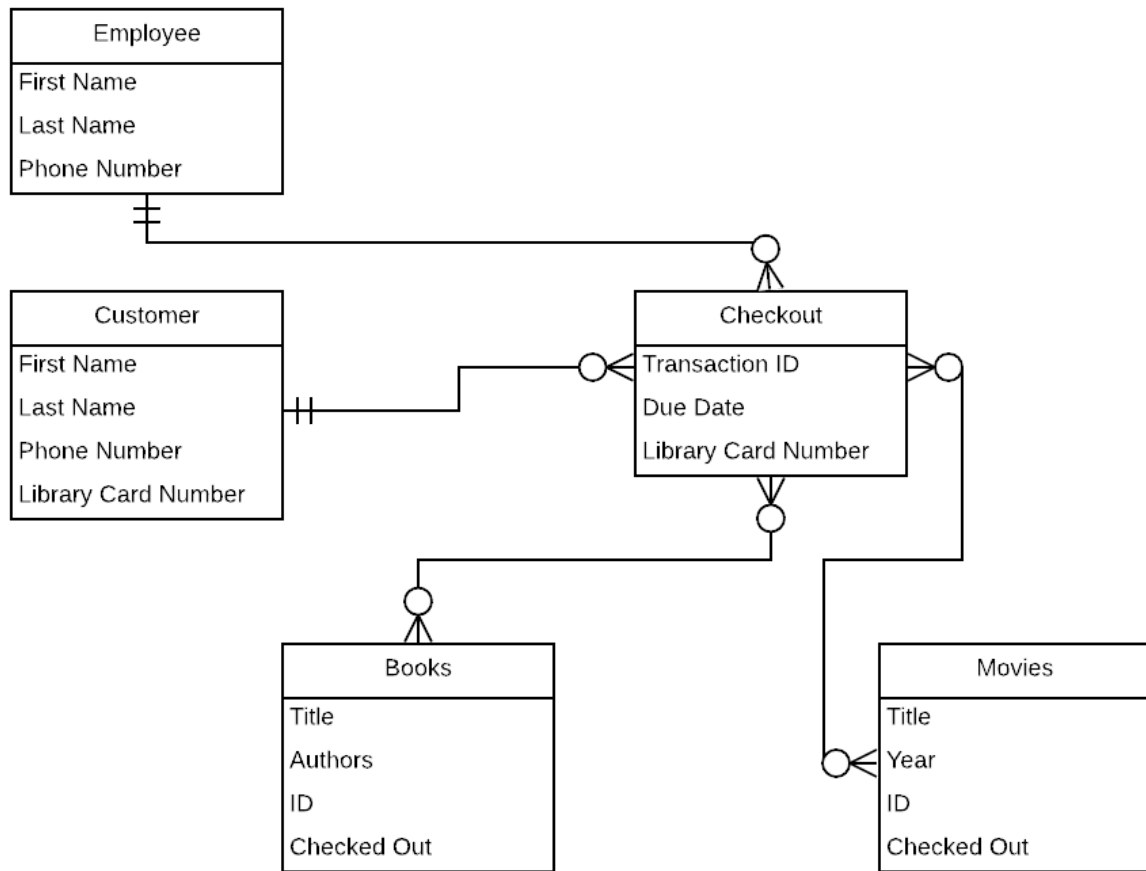 Employee
First Name
Last Name
Phone Number
Customer
First Name
Last Name
Phone Number
Library Card Number
Checkout
Transaction ID
Due Date
Library Card Number
Books
Title
Authors
ID
Checked Out
Movies
Title
Year
ID
Checked Out